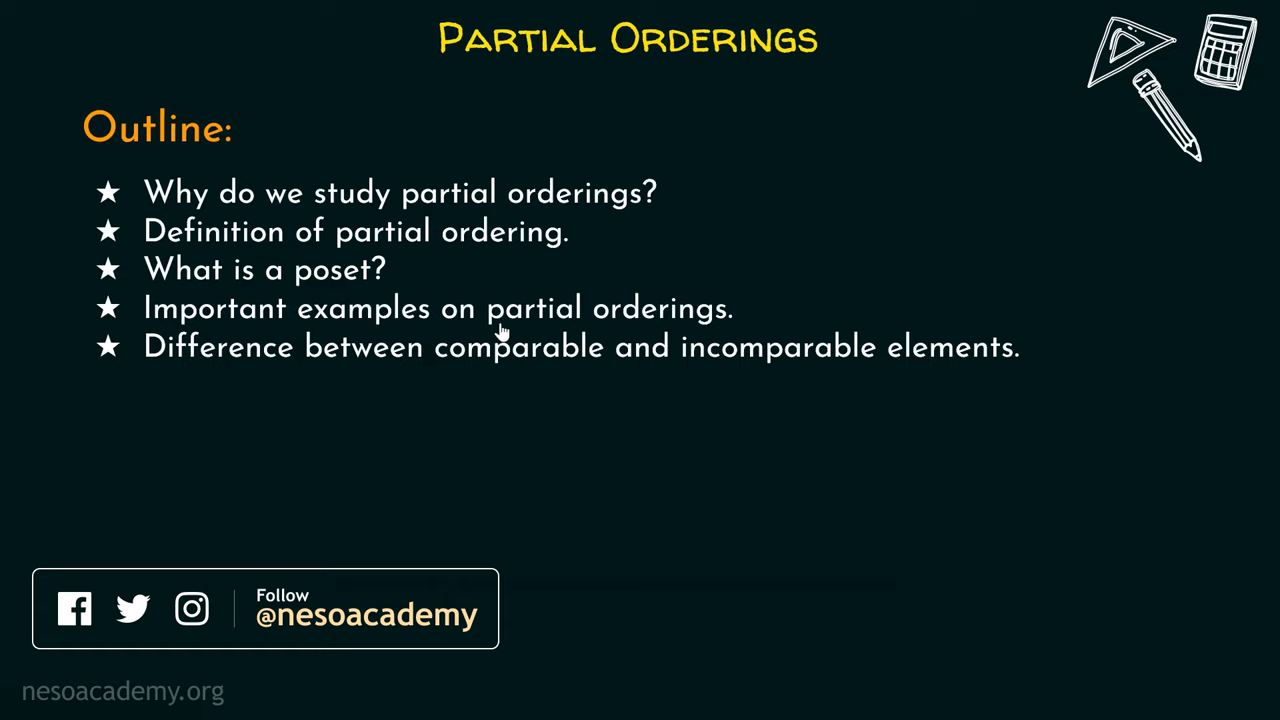 PARTIAL ORDERINGS
Outline:
★ Why do we study partial orderings?
★ Definition of partial ordering.
★ What is a poset?
★ Important examples on partial orderings.
★ Difference between comparable and incomparable elements.
Follow
@nesoacademy
nesoacademy.org